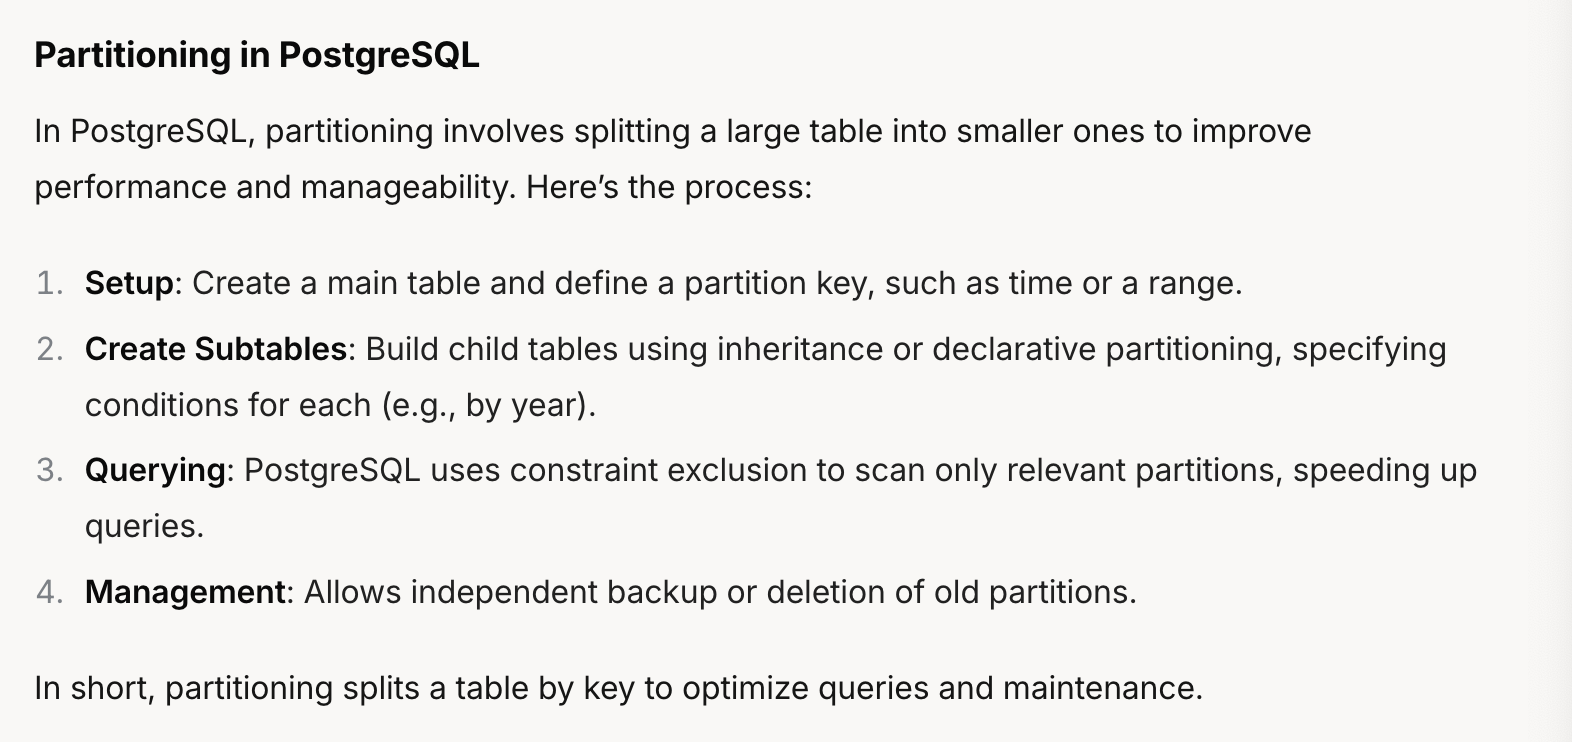 Partitioning in PostgreSQL
In PostgreSQL, partitioning involves splitting a large table into smaller ones to improve
performance and manageability. Here’s the process:
1. Setup: Create a main table and define a partition key, such as time or a range.
2. Create Subtables: Build child tables using inheritance or declarative partitioning, specifying
conditions for each (e.g., by year).
3. Querying: PostgreSQL uses constraint exclusion to scan only relevant partitions, speeding up
queries.
4. Management: Allows independent backup or deletion of old partitions.
In short, partitioning splits a table by key to optimize queries and maintenance.